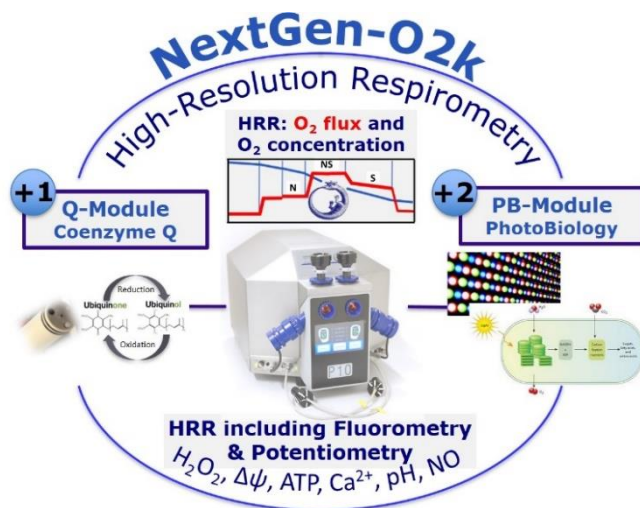 NextGen-O2k
High-Resolution Respirometry
HRR: O₂ flux and
O₂ concentration
N
NS
S
+1
Q-Module
Coenzyme Q
+2
PB-Module
PhotoBiology
Reduction
Ubiquinone
Ubiquinol
Oxidation
P10
HRR including Fluorometry
& Potentiometry
H₂O₂, Δψ, ATP, Ca²⁺, pH, NO